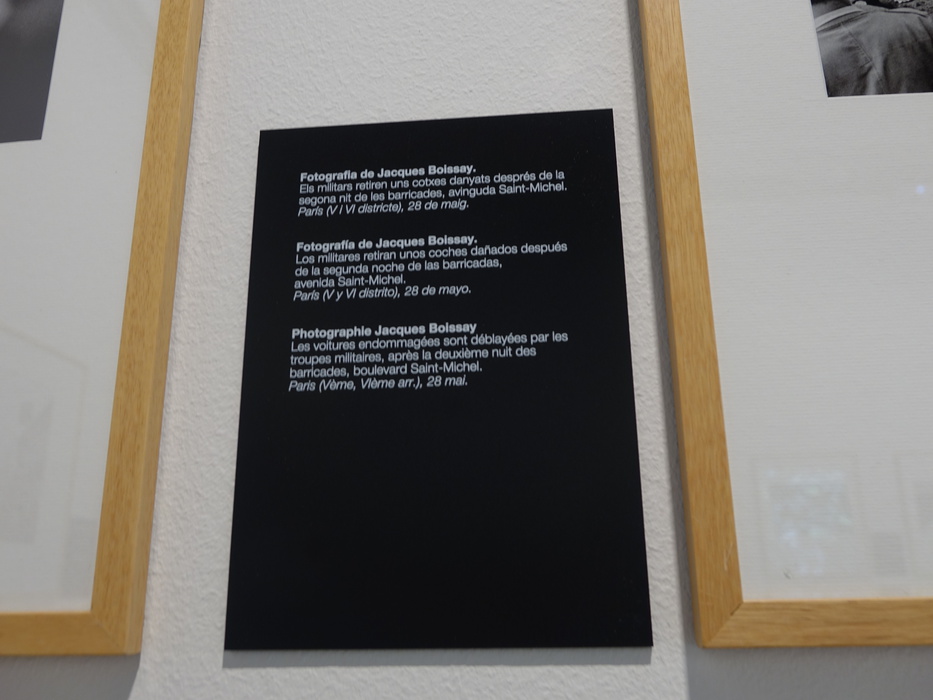 Fotografia de Jacques Boissay.
Els militars retiren uns cotxes danyats després de la
segona nit de les barricades, avinguda Saint-Michel.
París (V i VI districte), 28 de maig.
Fotografía de Jacques Boissay.
Los militares retiran unos coches dañados después
de la segunda noche de las barricadas,
avenida Saint-Michel.
París (V y VI distrito), 28 de mayo.
Photographie Jacques Boissay
Les voitures endommagées sont déblayées par les
troupes militaires, après la deuxième nuit des
barricades, boulevard Saint-Michel.
Paris (Vème, VIème arr.), 28 mai.